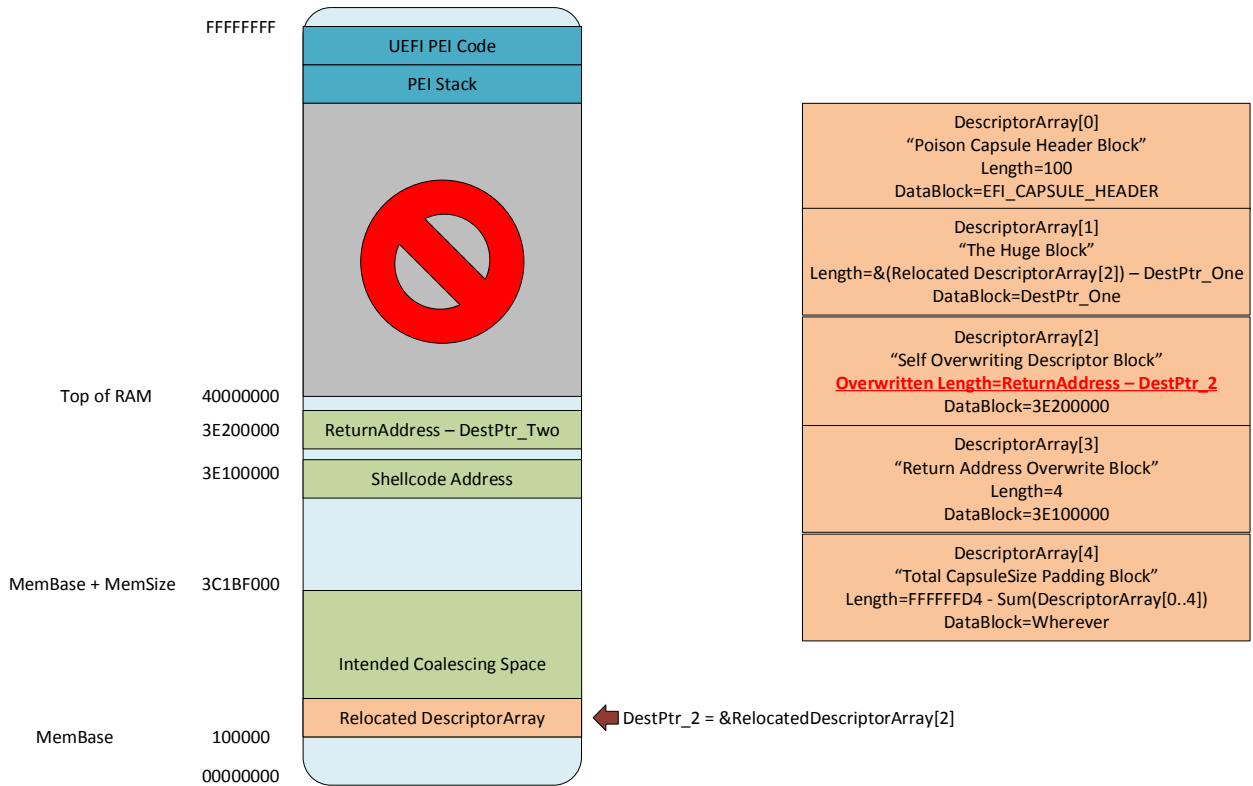 FFFFFFFF
UEFI PEI Code
PEI Stack
Top of RAM 40000000
3E200000 ReturnAddress – DestPtr_Two
3E100000 Shellcode Address
MemBase + MemSize 3C1BF000
Intended Coalescing Space
Relocated DescriptorArray
DestPtr_2 = &RelocatedDescriptorArray[2]
MemBase 100000
00000000
DescriptorArray[0]
“Poison Capsule Header Block”
Length=100
DataBlock=EFI_CAPSULE_HEADER
DescriptorArray[1]
“The Huge Block”
Length=&(Relocated DescriptorArray[2]) – DestPtr_One
DataBlock=DestPtr_One
DescriptorArray[2]
“Self Overwriting Descriptor Block”
Overwritten Length=ReturnAddress – DestPtr_2
DataBlock=3E200000
DescriptorArray[3]
“Return Address Overwrite Block”
Length=4
DataBlock=3E100000
DescriptorArray[4]
“Total CapsuleSize Padding Block”
Length=FFFFFFD4 - Sum(DescriptorArray[0..4])
DataBlock=Wherever